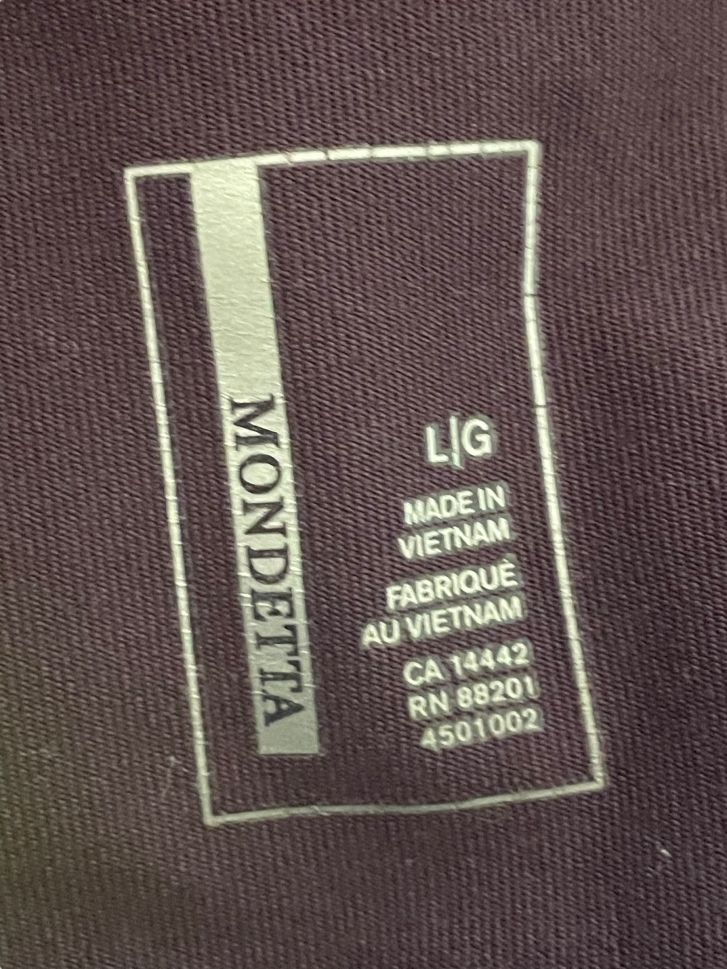 MONDETTA
L|G
MADE IN
VIETNAM
FABRIQUÉ
AU VIETNAM
CA 14442
RN 88201
4501002